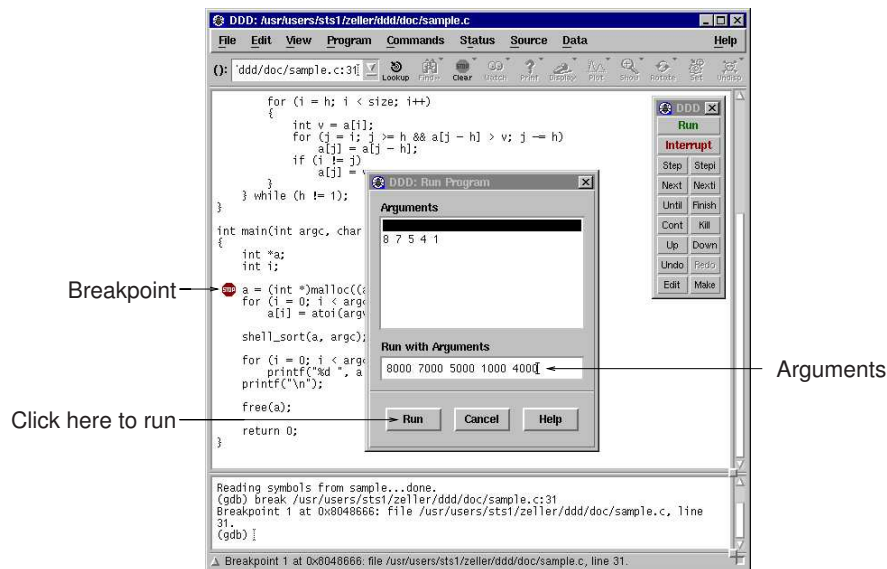 DDD: /usr/users/sts1/zeller/ddd/doc/sample.c
File Edit View Program Commands Status Source Data Help
(): 'ddd/doc/sample.c:31 Lookup Find» Clear Watch Print Display Plot Show Rotate Set Undisp
for (i = h; i < size; i++)
{
int v = a[i];
for (j = i; j >= h && a[j - h] > v; j -= h)
a[j] = a[j - h];
if (i != j)
a[j] =
}
} while (h != 1);
}
int main(int argc, char
{
int *a;
int i;
a = (int *)malloc((a
for (i = 0; i < argc
a[i] = atoi(argv
shell_sort(a, argc);
for (i = 0; i < argc
printf("%d ", a
printf("\n");
free(a);
return 0;
}
DDD
Run
Interrupt
Step Stepi
Next Nexti
Until Finish
Cont Kill
Up Down
Undo Redo
Edit Make
DDD: Run Program
Arguments
8 7 5 4 1
Run with Arguments
8000 7000 5000 1000 4000
Run Cancel Help
Breakpoint
STOP
Arguments
Click here to run
Reading symbols from sample...done.
(gdb) break /usr/users/sts1/zeller/ddd/doc/sample.c:31
Breakpoint 1 at 0x8048666: file /usr/users/sts1/zeller/ddd/doc/sample.c, line
31.
(gdb)
Breakpoint 1 at 0x8048666: file /usr/users/sts1/zeller/ddd/doc/sample.c, line 31.